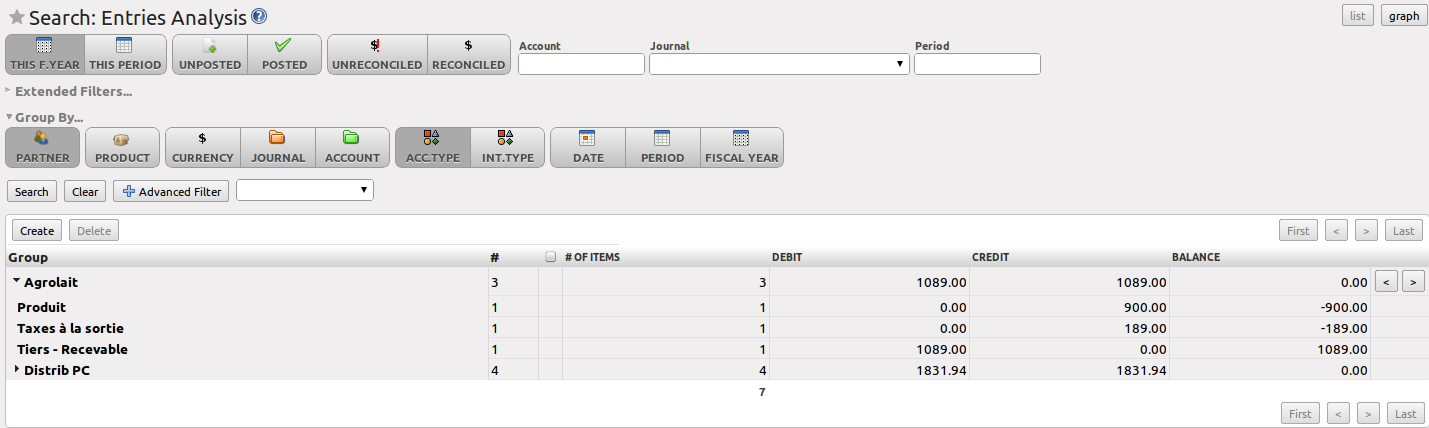 Search: Entries Analysis ? list graph
THIS F.YEAR THIS PERIOD UNPOSTED POSTED UNRECONCILED RECONCILED Account Journal Period
Extended Filters...
Group By...
PARTNER PRODUCT CURRENCY JOURNAL ACCOUNT ACC.TYPE INT.TYPE DATE PERIOD FISCAL YEAR
Search Clear Advanced Filter
Create Delete First < > Last
Group # # OF ITEMS DEBIT CREDIT BALANCE
Agrolait 3 3 1089.00 1089.00 0.00 < >
Produit 1 1 0.00 900.00 -900.00
Taxes à la sortie 1 1 0.00 189.00 -189.00
Tiers - Recevable 1 1 1089.00 0.00 1089.00
Distrib PC 4 4 1831.94 1831.94 0.00
7
First < > Last